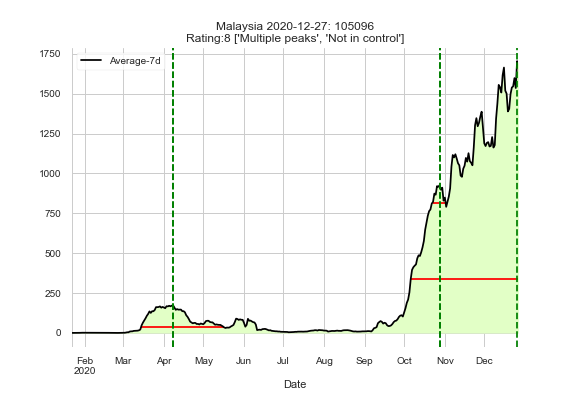 Malaysia 2020-12-27: 105096
Rating:8 ['Multiple peaks', 'Not in control']
Average-7d
1750
1500
1250
1000
750
500
250
0
Feb Mar Apr May Jun Jul Aug Sep Oct Nov Dec
2020
Date